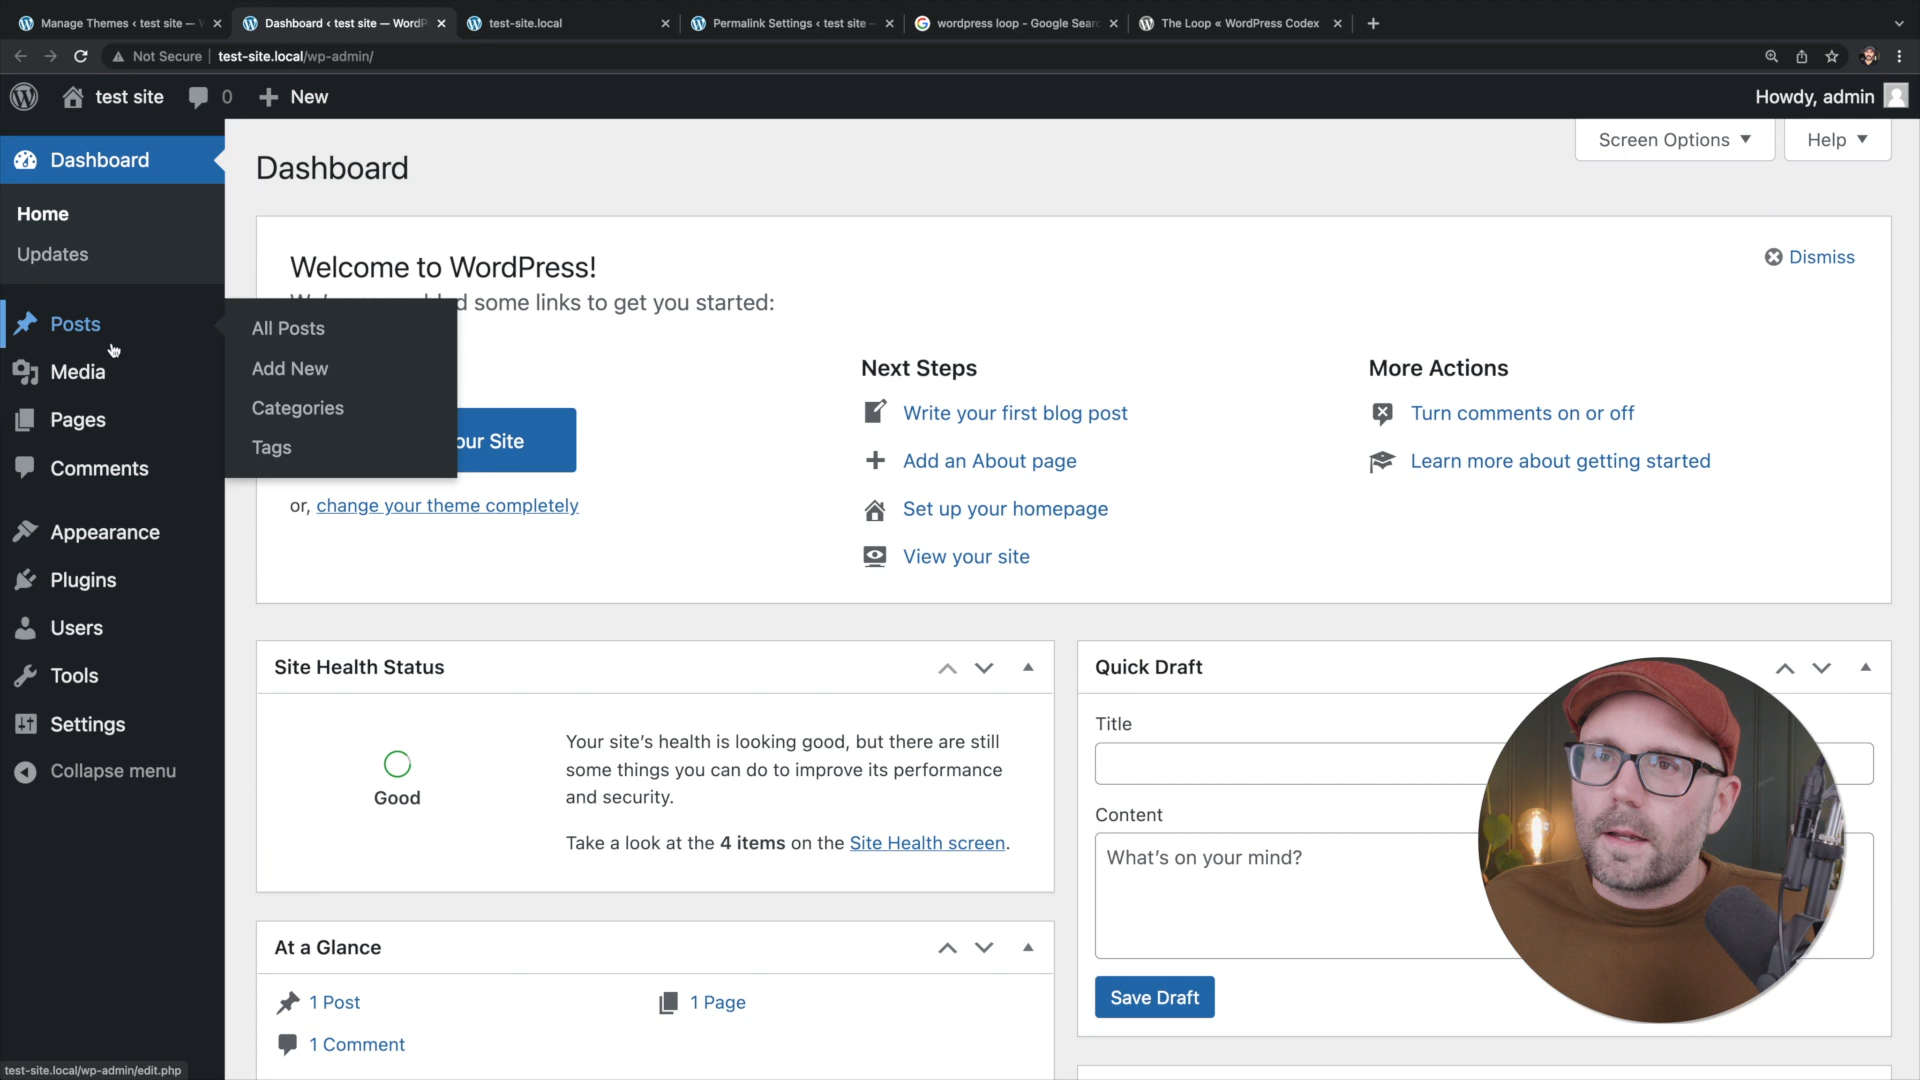 Manage Themes ‹ test site —
Dashboard ‹ test site — WordP
test-site.local
Permalink Settings ‹ test site –
wordpress loop - Google Sear
The Loop « WordPress Codex
Not Secure
test-site.local/wp-admin/
test site
0
New
Howdy, admin
Screen Options
Help
Dashboard
Home
Updates
Posts
Media
Pages
Comments
Appearance
Plugins
Users
Tools
Settings
Collapse menu
All Posts
Add New
Categories
Tags
Dashboard
Welcome to WordPress!
some links to get you started:
Dismiss
our Site
or, change your theme completely
Next Steps
Write your first blog post
Add an About page
Set up your homepage
View your site
More Actions
Turn comments on or off
Learn more about getting started
Site Health Status
Good
Your site’s health is looking good, but there are still
some things you can do to improve its performance
and security.
Take a look at the 4 items on the Site Health screen.
At a Glance
1 Post
1 Page
1 Comment
Quick Draft
Title
Content
What’s on your mind?
Save Draft
test-site.local/wp-admin/edit.php